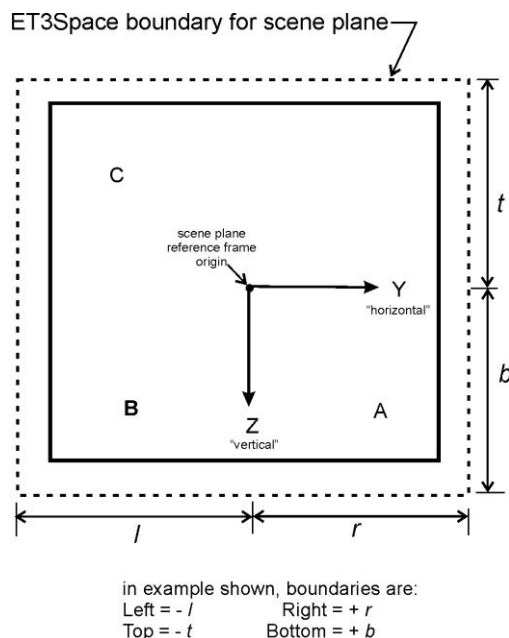 ET3Space boundary for scene plane
C
t
scene plane
reference frame
origin
Y
"horizontal"
b
B
Z
"vertical"
A
l
r
in example shown, boundaries are:
Left = - l Right = + r
Top = - t Bottom = + b